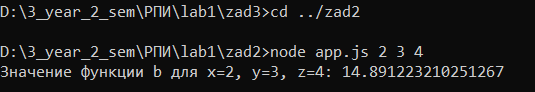 D:\3_year_2_sem\РПИ\lab1\zad3>cd ../zad2
D:\3_year_2_sem\РПИ\lab1\zad2>node app.js 2 3 4
Значение функции b для x=2, y=3, z=4: 14.891223210251267